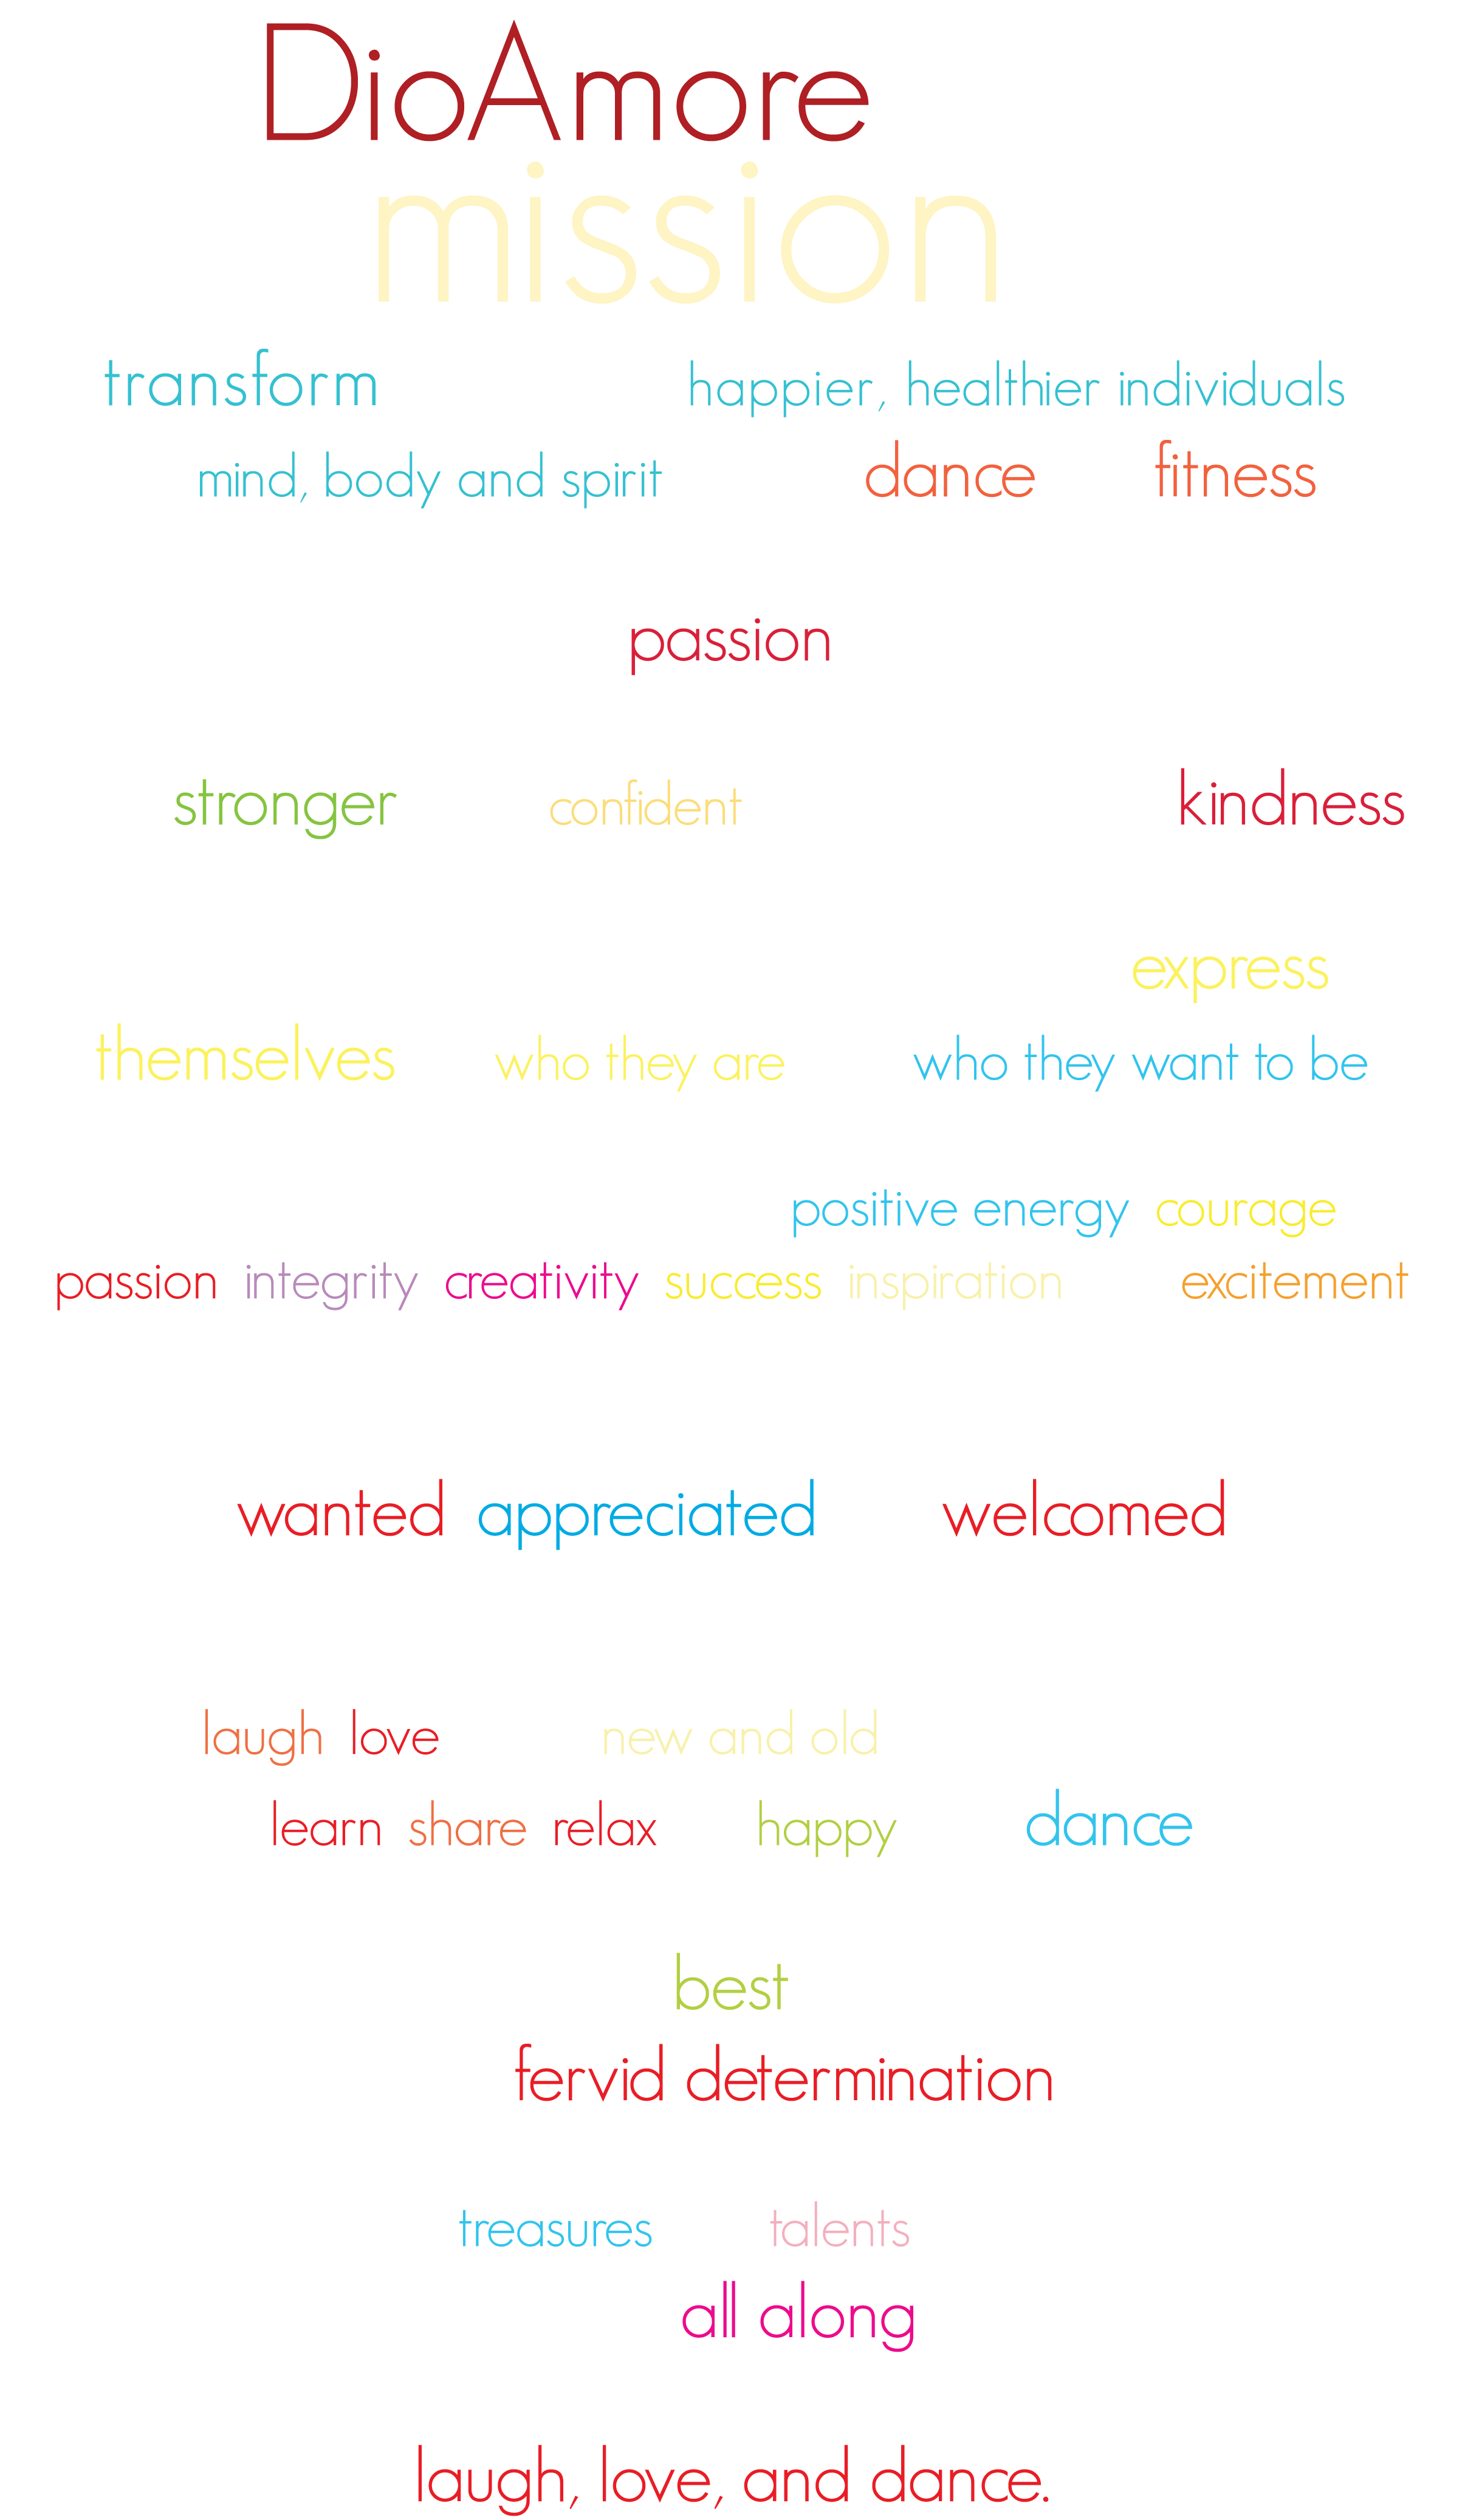 DioAmore
mission
transform happier, healthier individuals
mind, body and spirit dance fitness
passion
stronger confident kindness
express
themselves who they are who they want to be
positive energy courage
passion integrity creativity success inspiration excitement
wanted appreciated welcomed
laugh love new and old
learn share relax happy dance
best
fervid determination
treasures talents
all along
laugh, love, and dance.